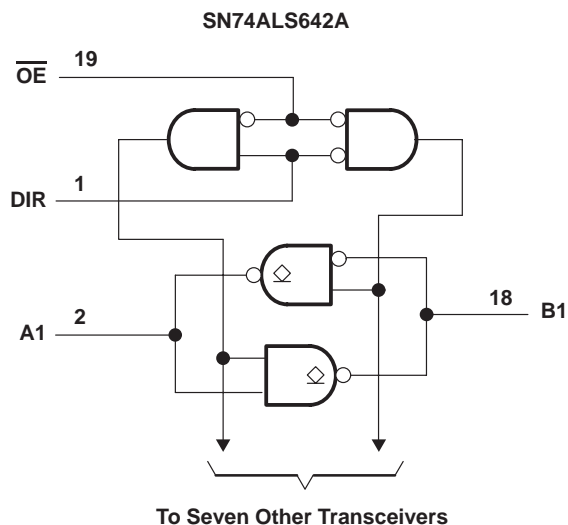 SN74ALS642A
OE 19
DIR 1
A1 2
18 B1
To Seven Other Transceivers